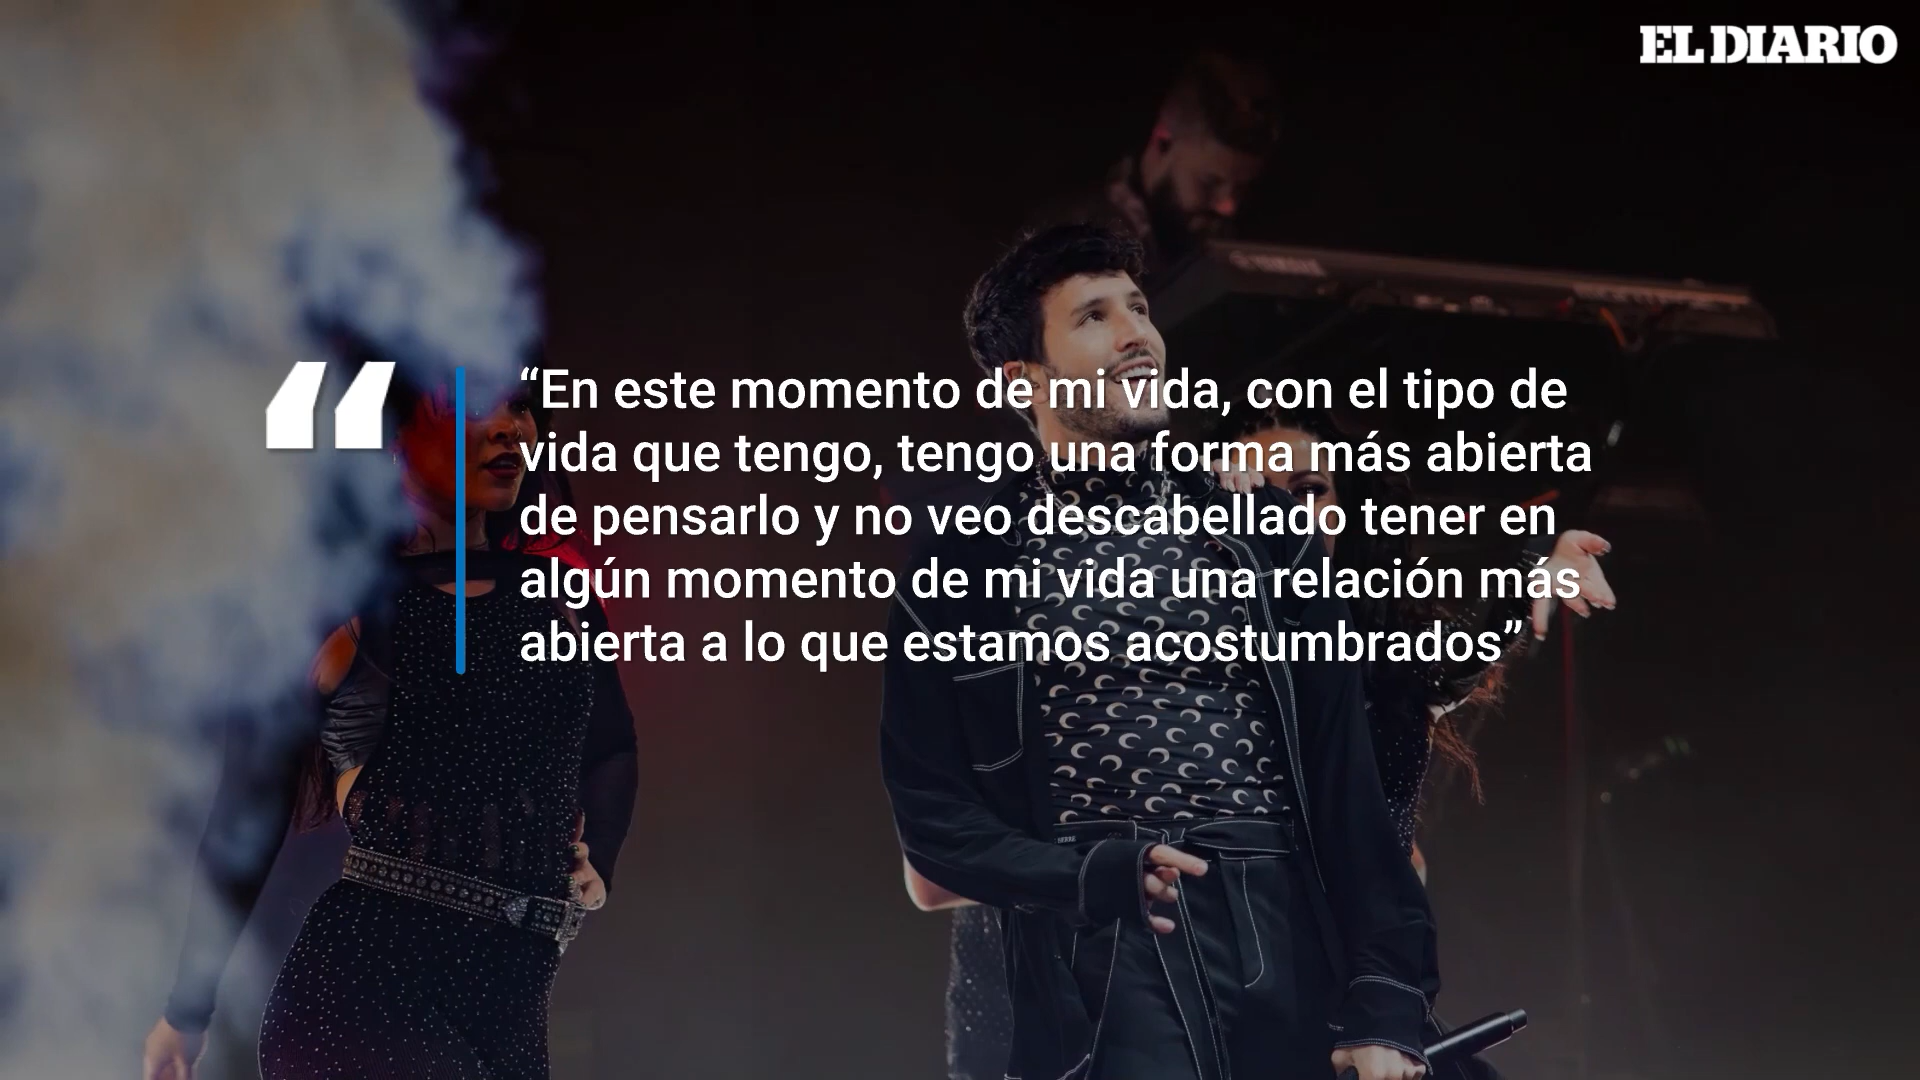 EL DIARIO
“En este momento de mi vida, con el tipo de
vida que tengo, tengo una forma más abierta
de pensarlo y no veo descabellado tener en
algún momento de mi vida una relación más
abierta a lo que estamos acostumbrados”
YAMAHA